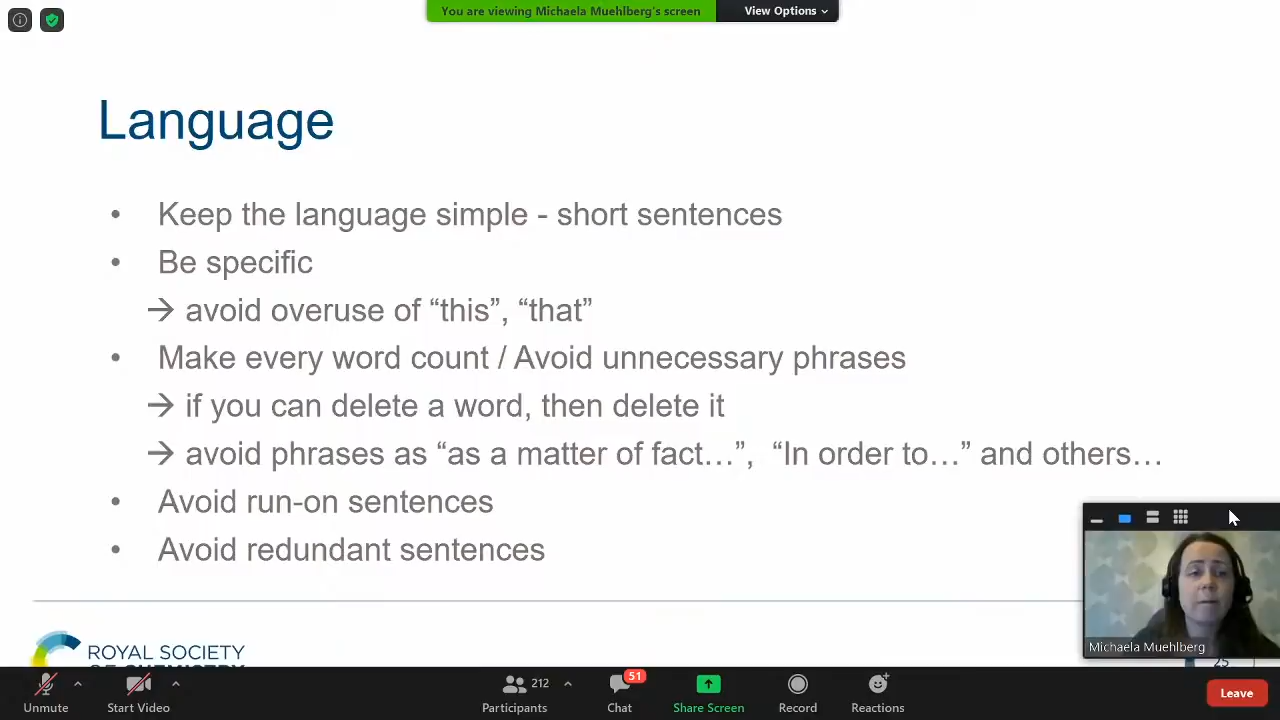 You are viewing Michaela Muehlberg's screen
View Options
Language
• Keep the language simple - short sentences
• Be specific
→ avoid overuse of “this”, “that”
• Make every word count / Avoid unnecessary phrases
→ if you can delete a word, then delete it
→ avoid phrases as “as a matter of fact…”, “In order to…” and others…
• Avoid run-on sentences
• Avoid redundant sentences
Michaela Muehlberg
ROYAL SOCIETY
OF CHEMISTRY
25
Unmute
Start Video
212
Participants
51
Chat
Share Screen
Record
Reactions
Leave